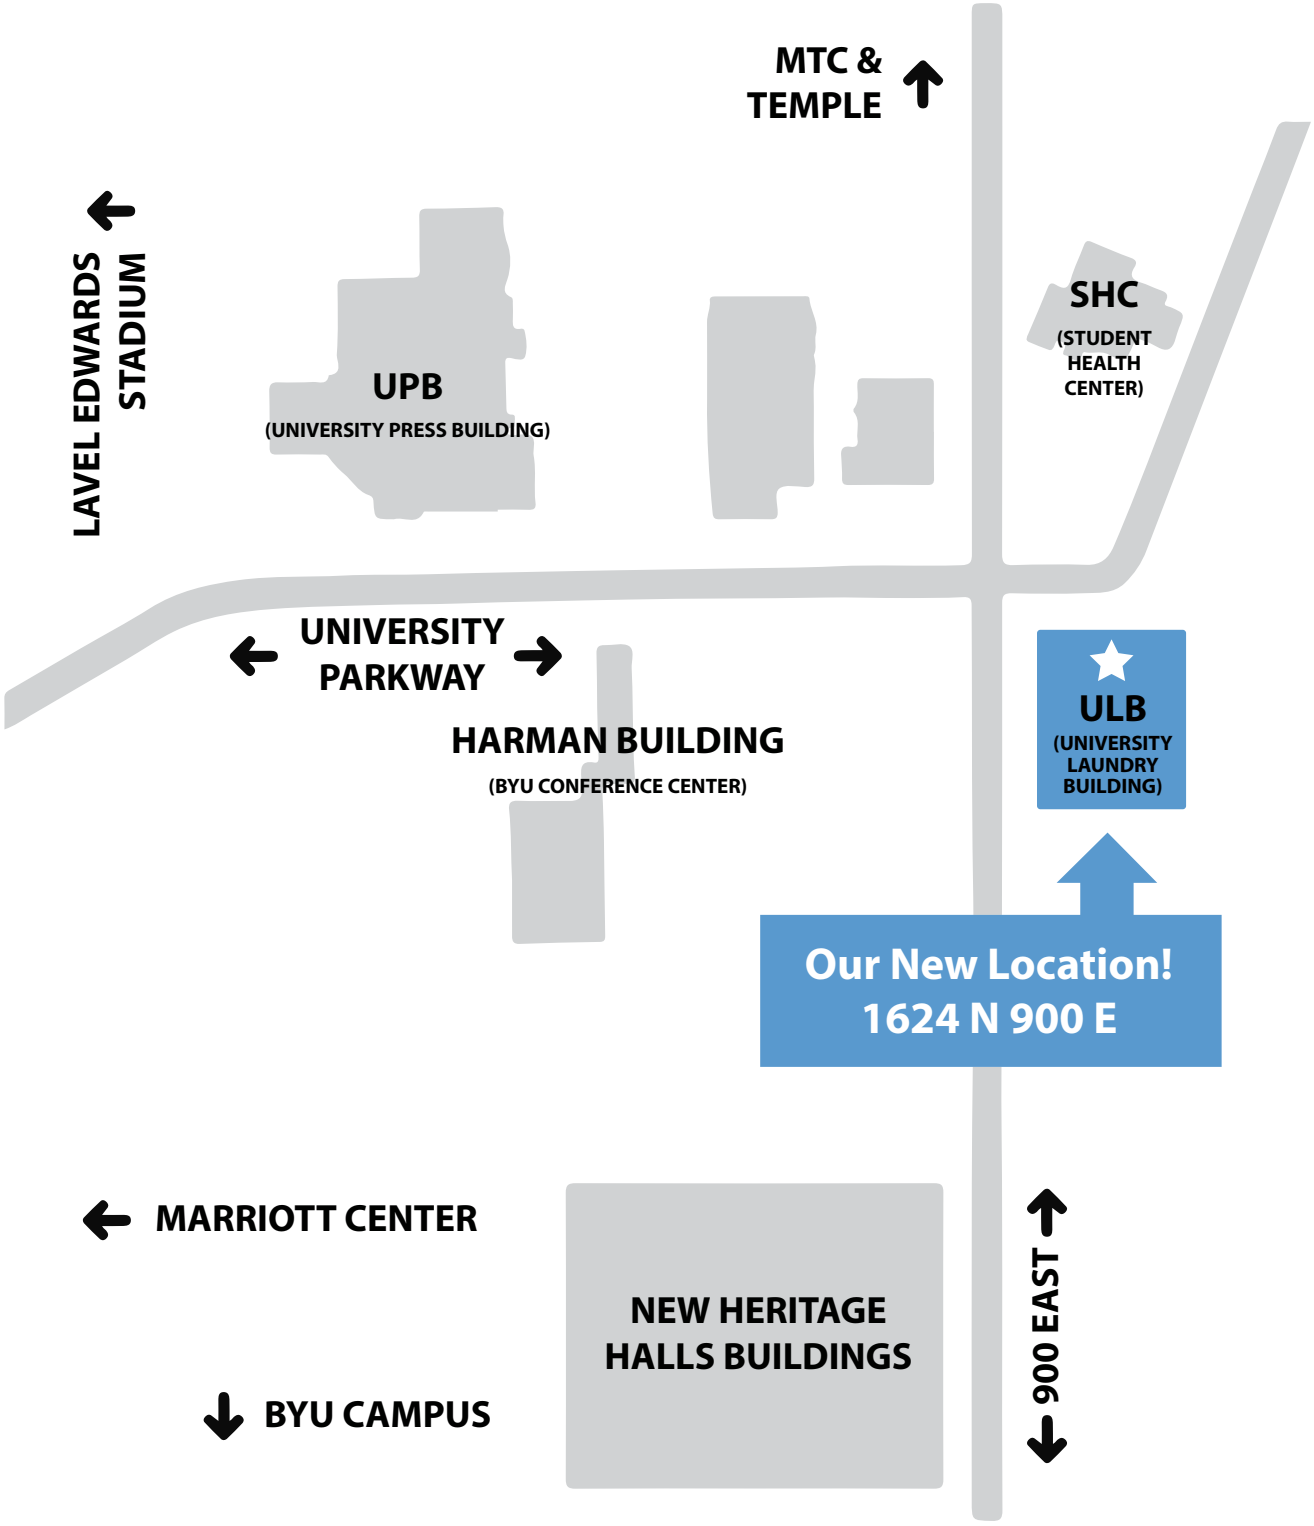 MTC &
TEMPLE
LAVEL EDWARDS
STADIUM
SHC
(STUDENT
HEALTH
CENTER)
UPB
(UNIVERSITY PRESS BUILDING)
UNIVERSITY
PARKWAY
HARMAN BUILDING
(BYU CONFERENCE CENTER)
ULB
(UNIVERSITY
LAUNDRY
BUILDING)
Our New Location!
1624 N 900 E
MARRIOTT CENTER
NEW HERITAGE
HALLS BUILDINGS
900 EAST
BYU CAMPUS